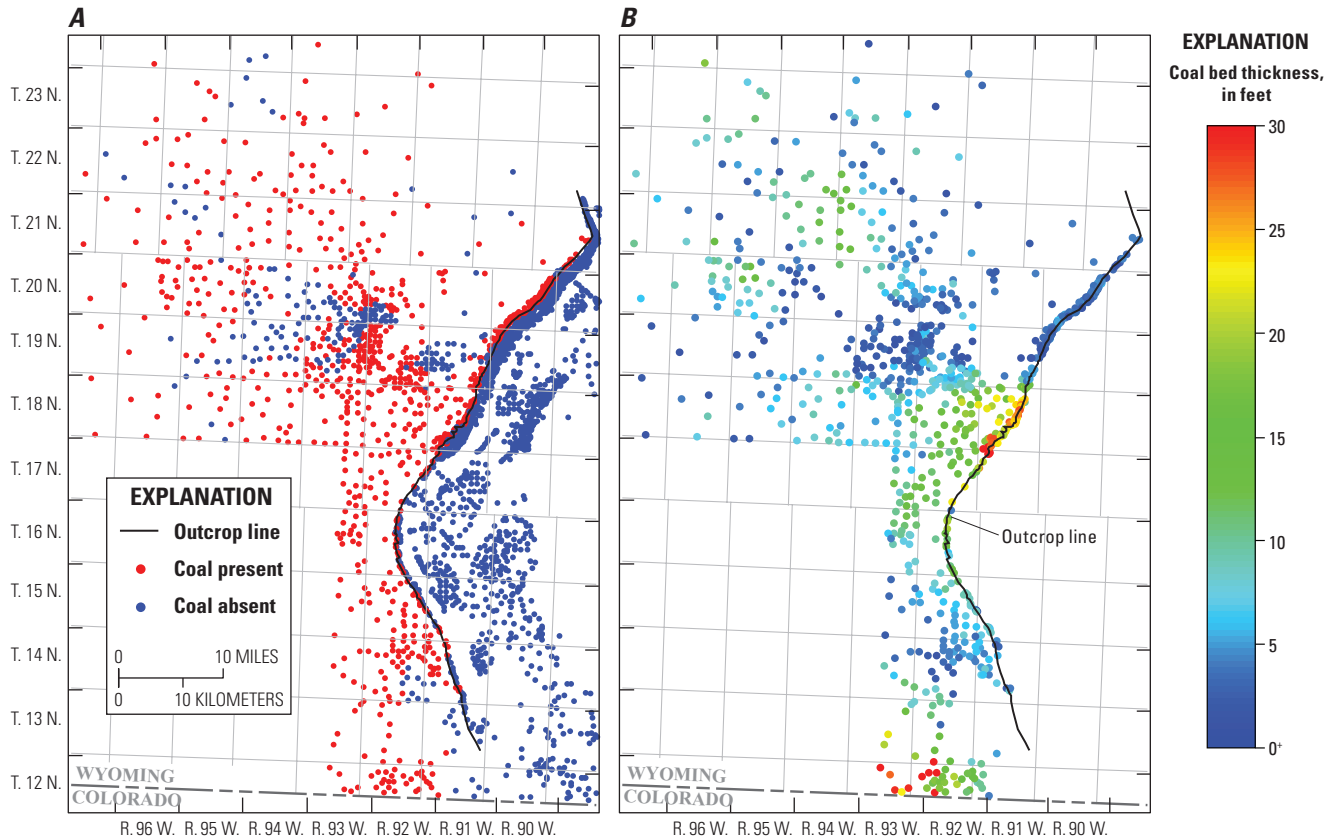 A
T. 23 N.
T. 22 N.
T. 21 N.
T. 20 N.
T. 19 N.
T. 18 N.
T. 17 N.
T. 16 N.
T. 15 N.
T. 14 N.
T. 13 N.
T. 12 N.
EXPLANATION
Outcrop line
Coal present
Coal absent
0 10 MILES
0 10 KILOMETERS
WYOMING
COLORADO
R. 96 W. R. 95 W. R. 94 W. R. 93 W. R. 92 W. R. 91 W. R. 90 W.
B
Outcrop line
WYOMING
COLORADO
R. 96 W. R. 95 W. R. 94 W. R. 93 W. R. 92 W. R. 91 W. R. 90 W.
EXPLANATION
Coal bed thickness,
in feet
30
25
20
15
10
5
0+